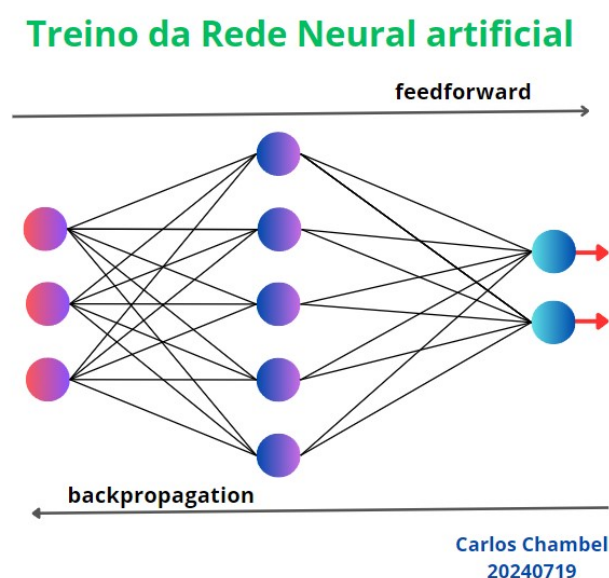 Treino da Rede Neural artificial
feedforward
backpropagation
Carlos Chambel
20240719